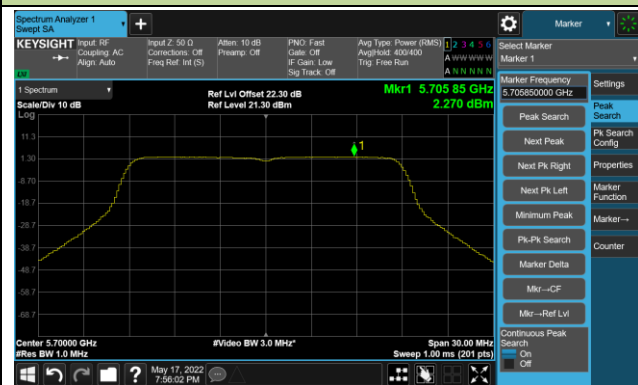 Spectrum Analyzer 1
Swept SA
+
Marker
KEYSIGHT
Input: RF
Coupling: AC
Align: Auto
Input Z: 50 Ω
Corrections: Off
Freq Ref: Int (S)
Atten: 10 dB
Preamp: Off
PNO: Fast
Gate: Off
IF Gain: Low
Sig Track: Off
Avg Type: Power (RMS)
Avg|Hold: 400/400
Trig: Free Run
1 2 3 4 5 6
A W W W W W
A N N N N N
Select Marker
Marker 1
1 Spectrum
Scale/Div 10 dB
Log
Ref Lvl Offset 22.30 dB
Ref Level 21.30 dBm
Mkr1 5.705 85 GHz
2.270 dBm
11.3
1.30
-8.70
-18.7
-28.7
-38.7
-48.7
-58.7
-68.7
1
Center 5.70000 GHz
#Res BW 1.0 MHz
#Video BW 3.0 MHz*
Span 30.00 MHz
Sweep 1.00 ms (201 pts)
Marker Frequency
5.705850000 GHz
Peak Search
Next Peak
Next Pk Right
Next Pk Left
Minimum Peak
Pk-Pk Search
Marker Delta
Mkr→CF
Mkr→Ref Lvl
Continuous Peak
Search
On
Off
Settings
Peak
Search
Pk Search
Config
Properties
Marker
Function
Marker→
Counter
?
May 17, 2022
7:56:02 PM